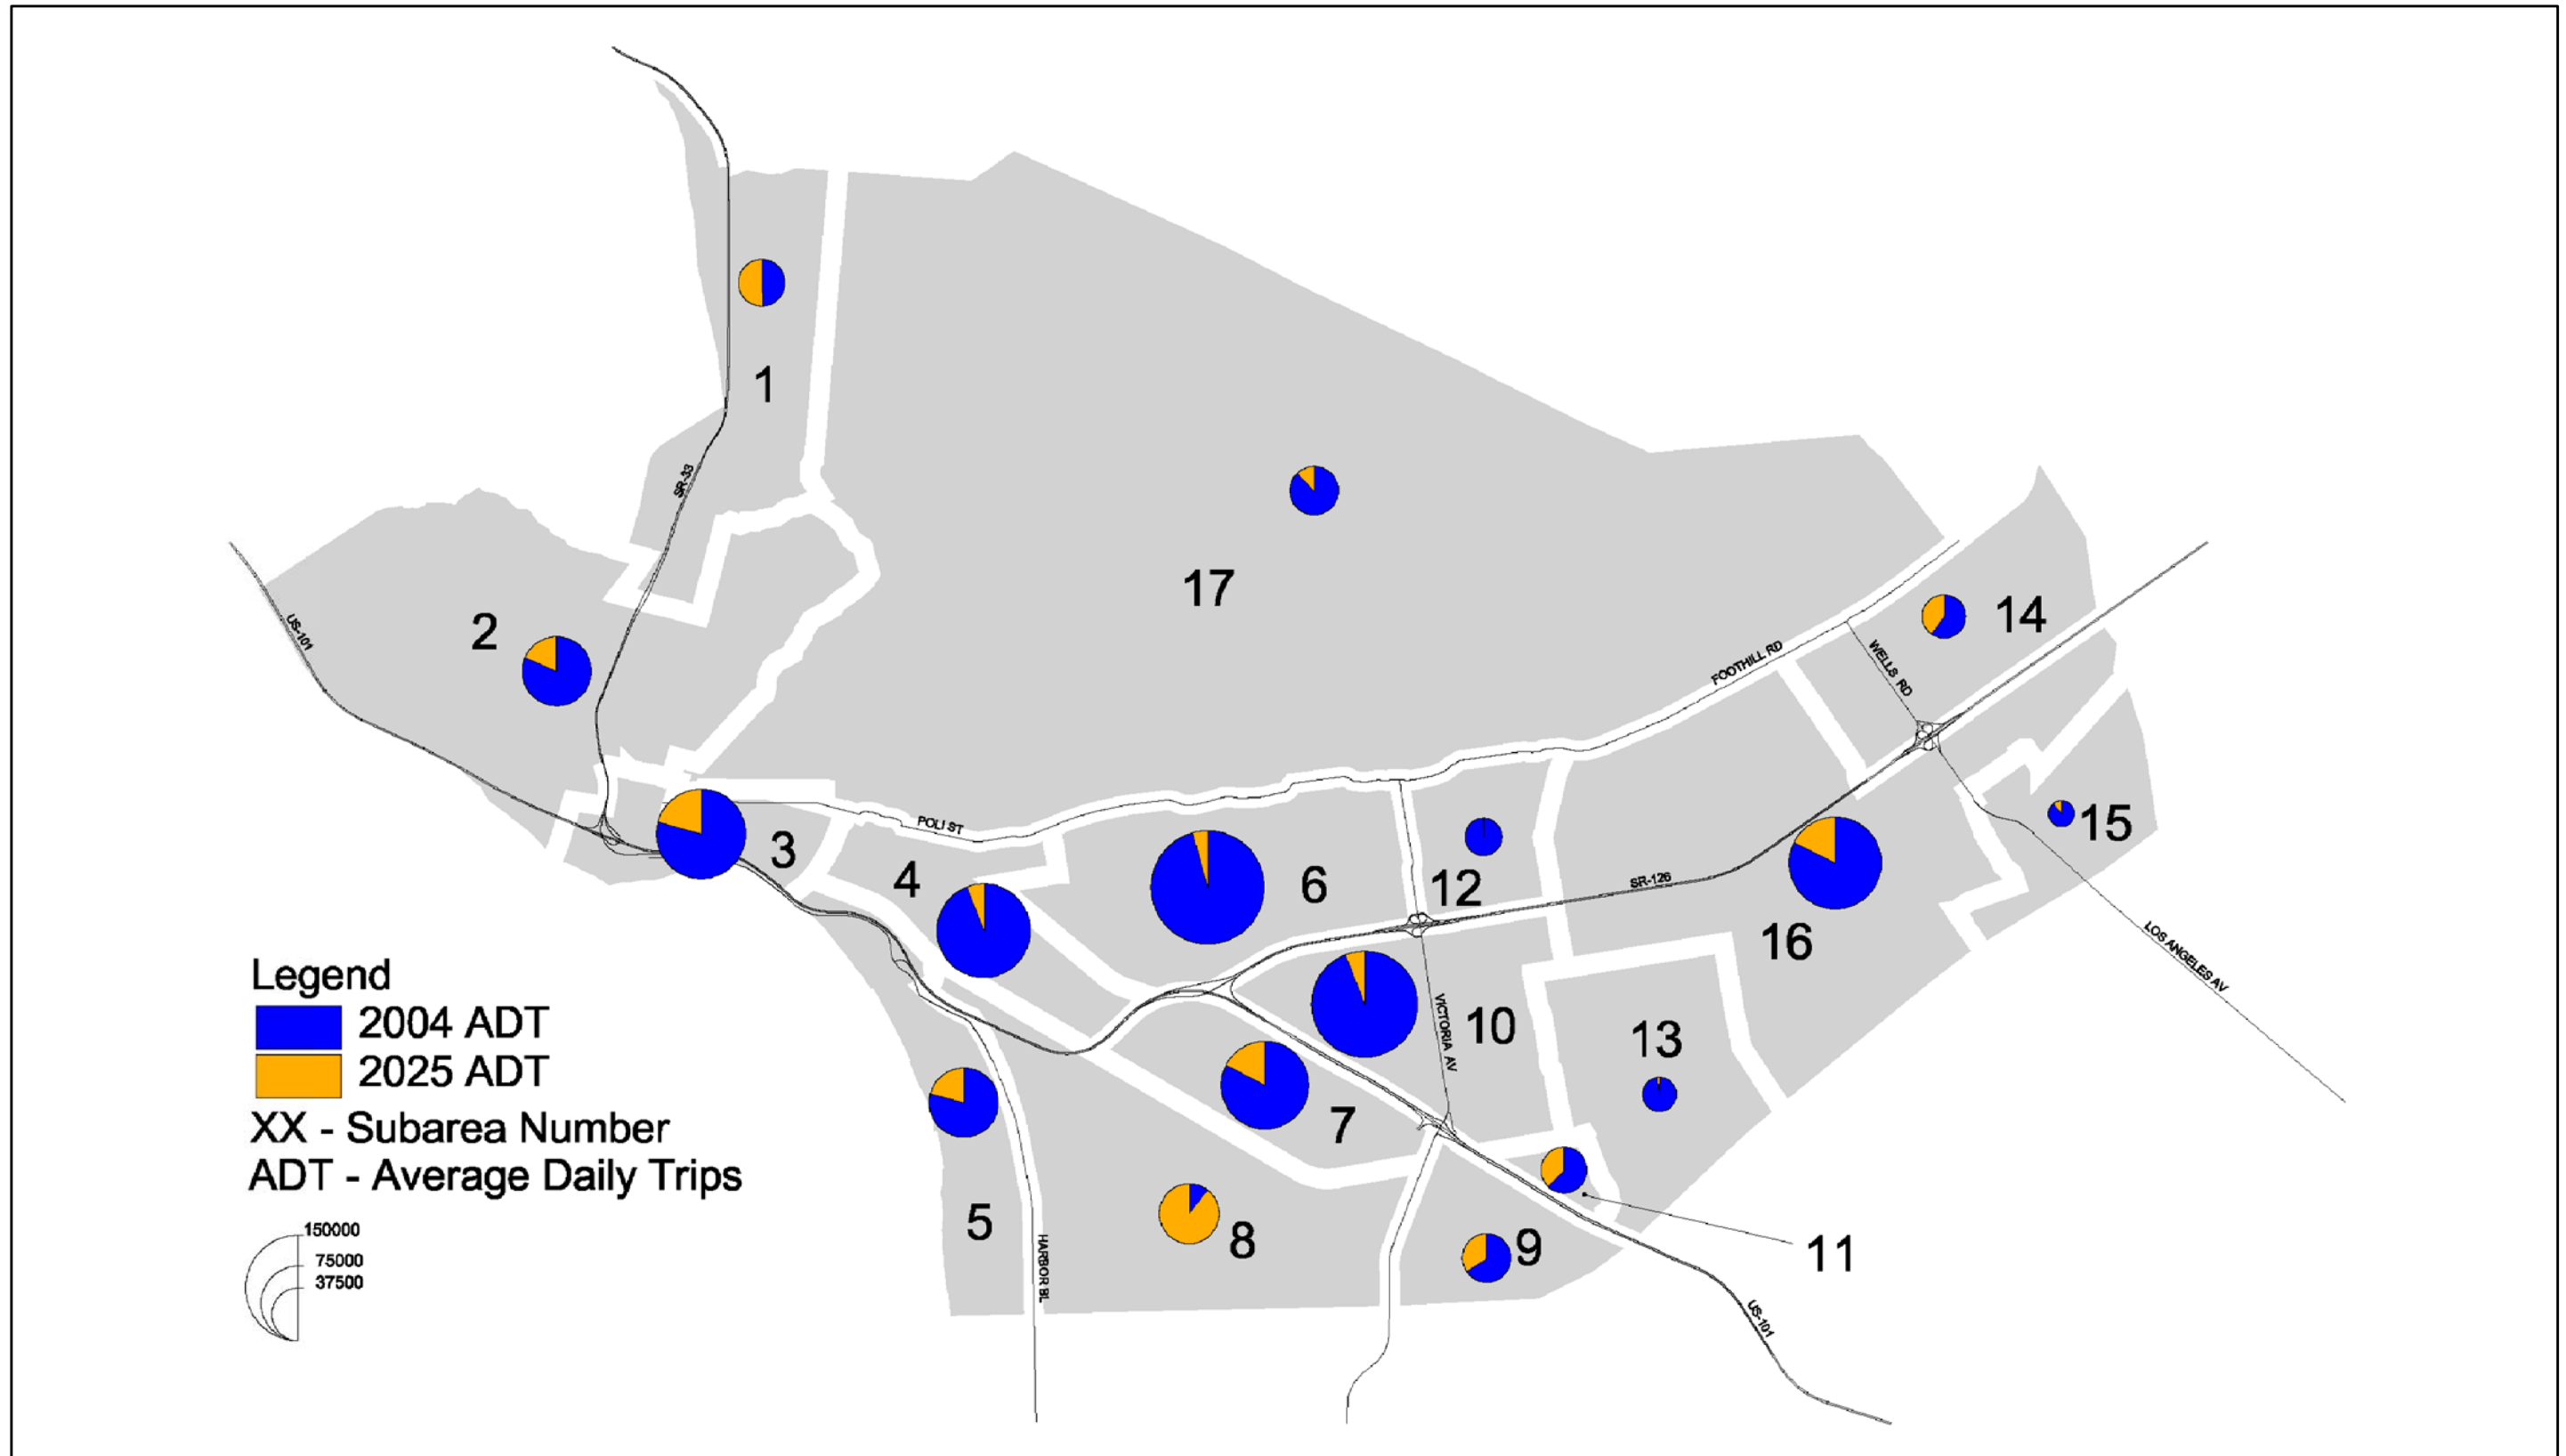 1
SR-33
17
2
US-101
14
FOOTHILL RD
WELLS RD
3
POLI ST
15
4
6
12
SR-126
16
LOS ANGELES AV
Legend
2004 ADT
2025 ADT
XX - Subarea Number
ADT - Average Daily Trips
150000
75000
37500
10
VICTORIA AV
13
7
5
HARBOR BL
8
9
11
US-101